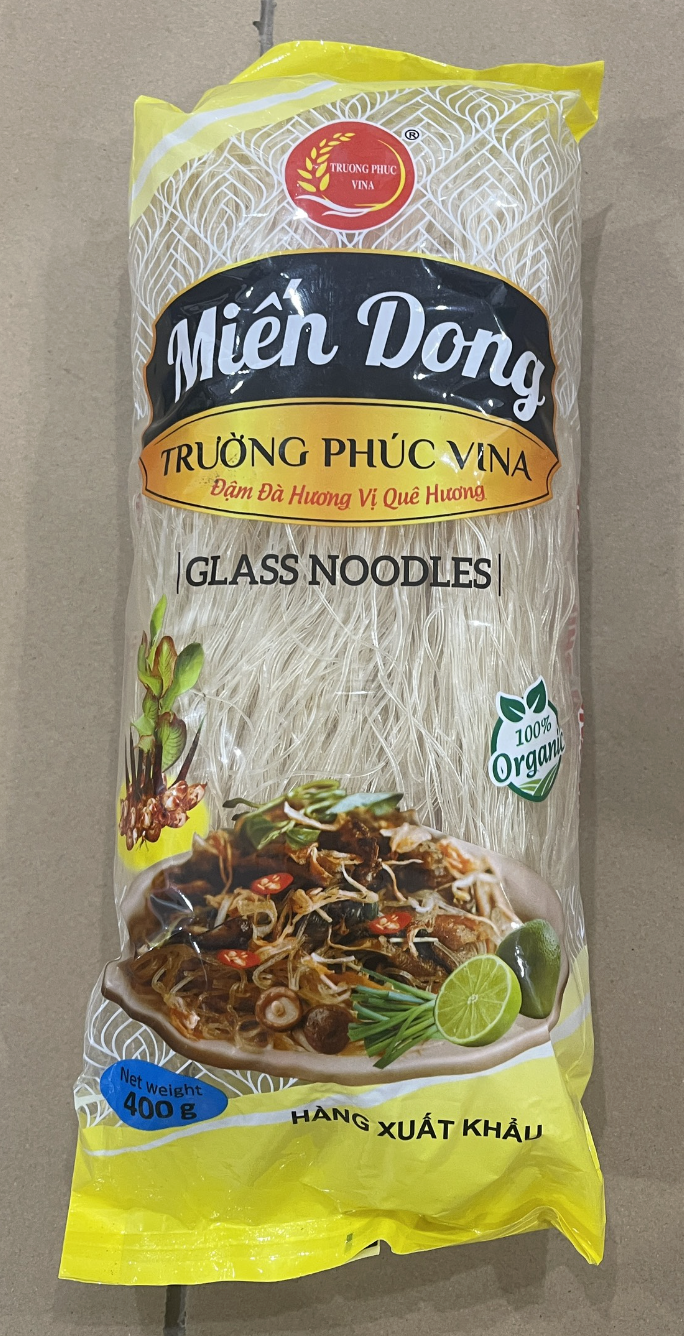 ®
TRUONG PHUC
VINA
Miến Dong
TRƯỜNG PHÚC VINA
Đậm Đà Hương Vị Quê Hương
GLASS NOODLES
100%
Organic
Net weight
400 g
HÀNG XUẤT KHẨU